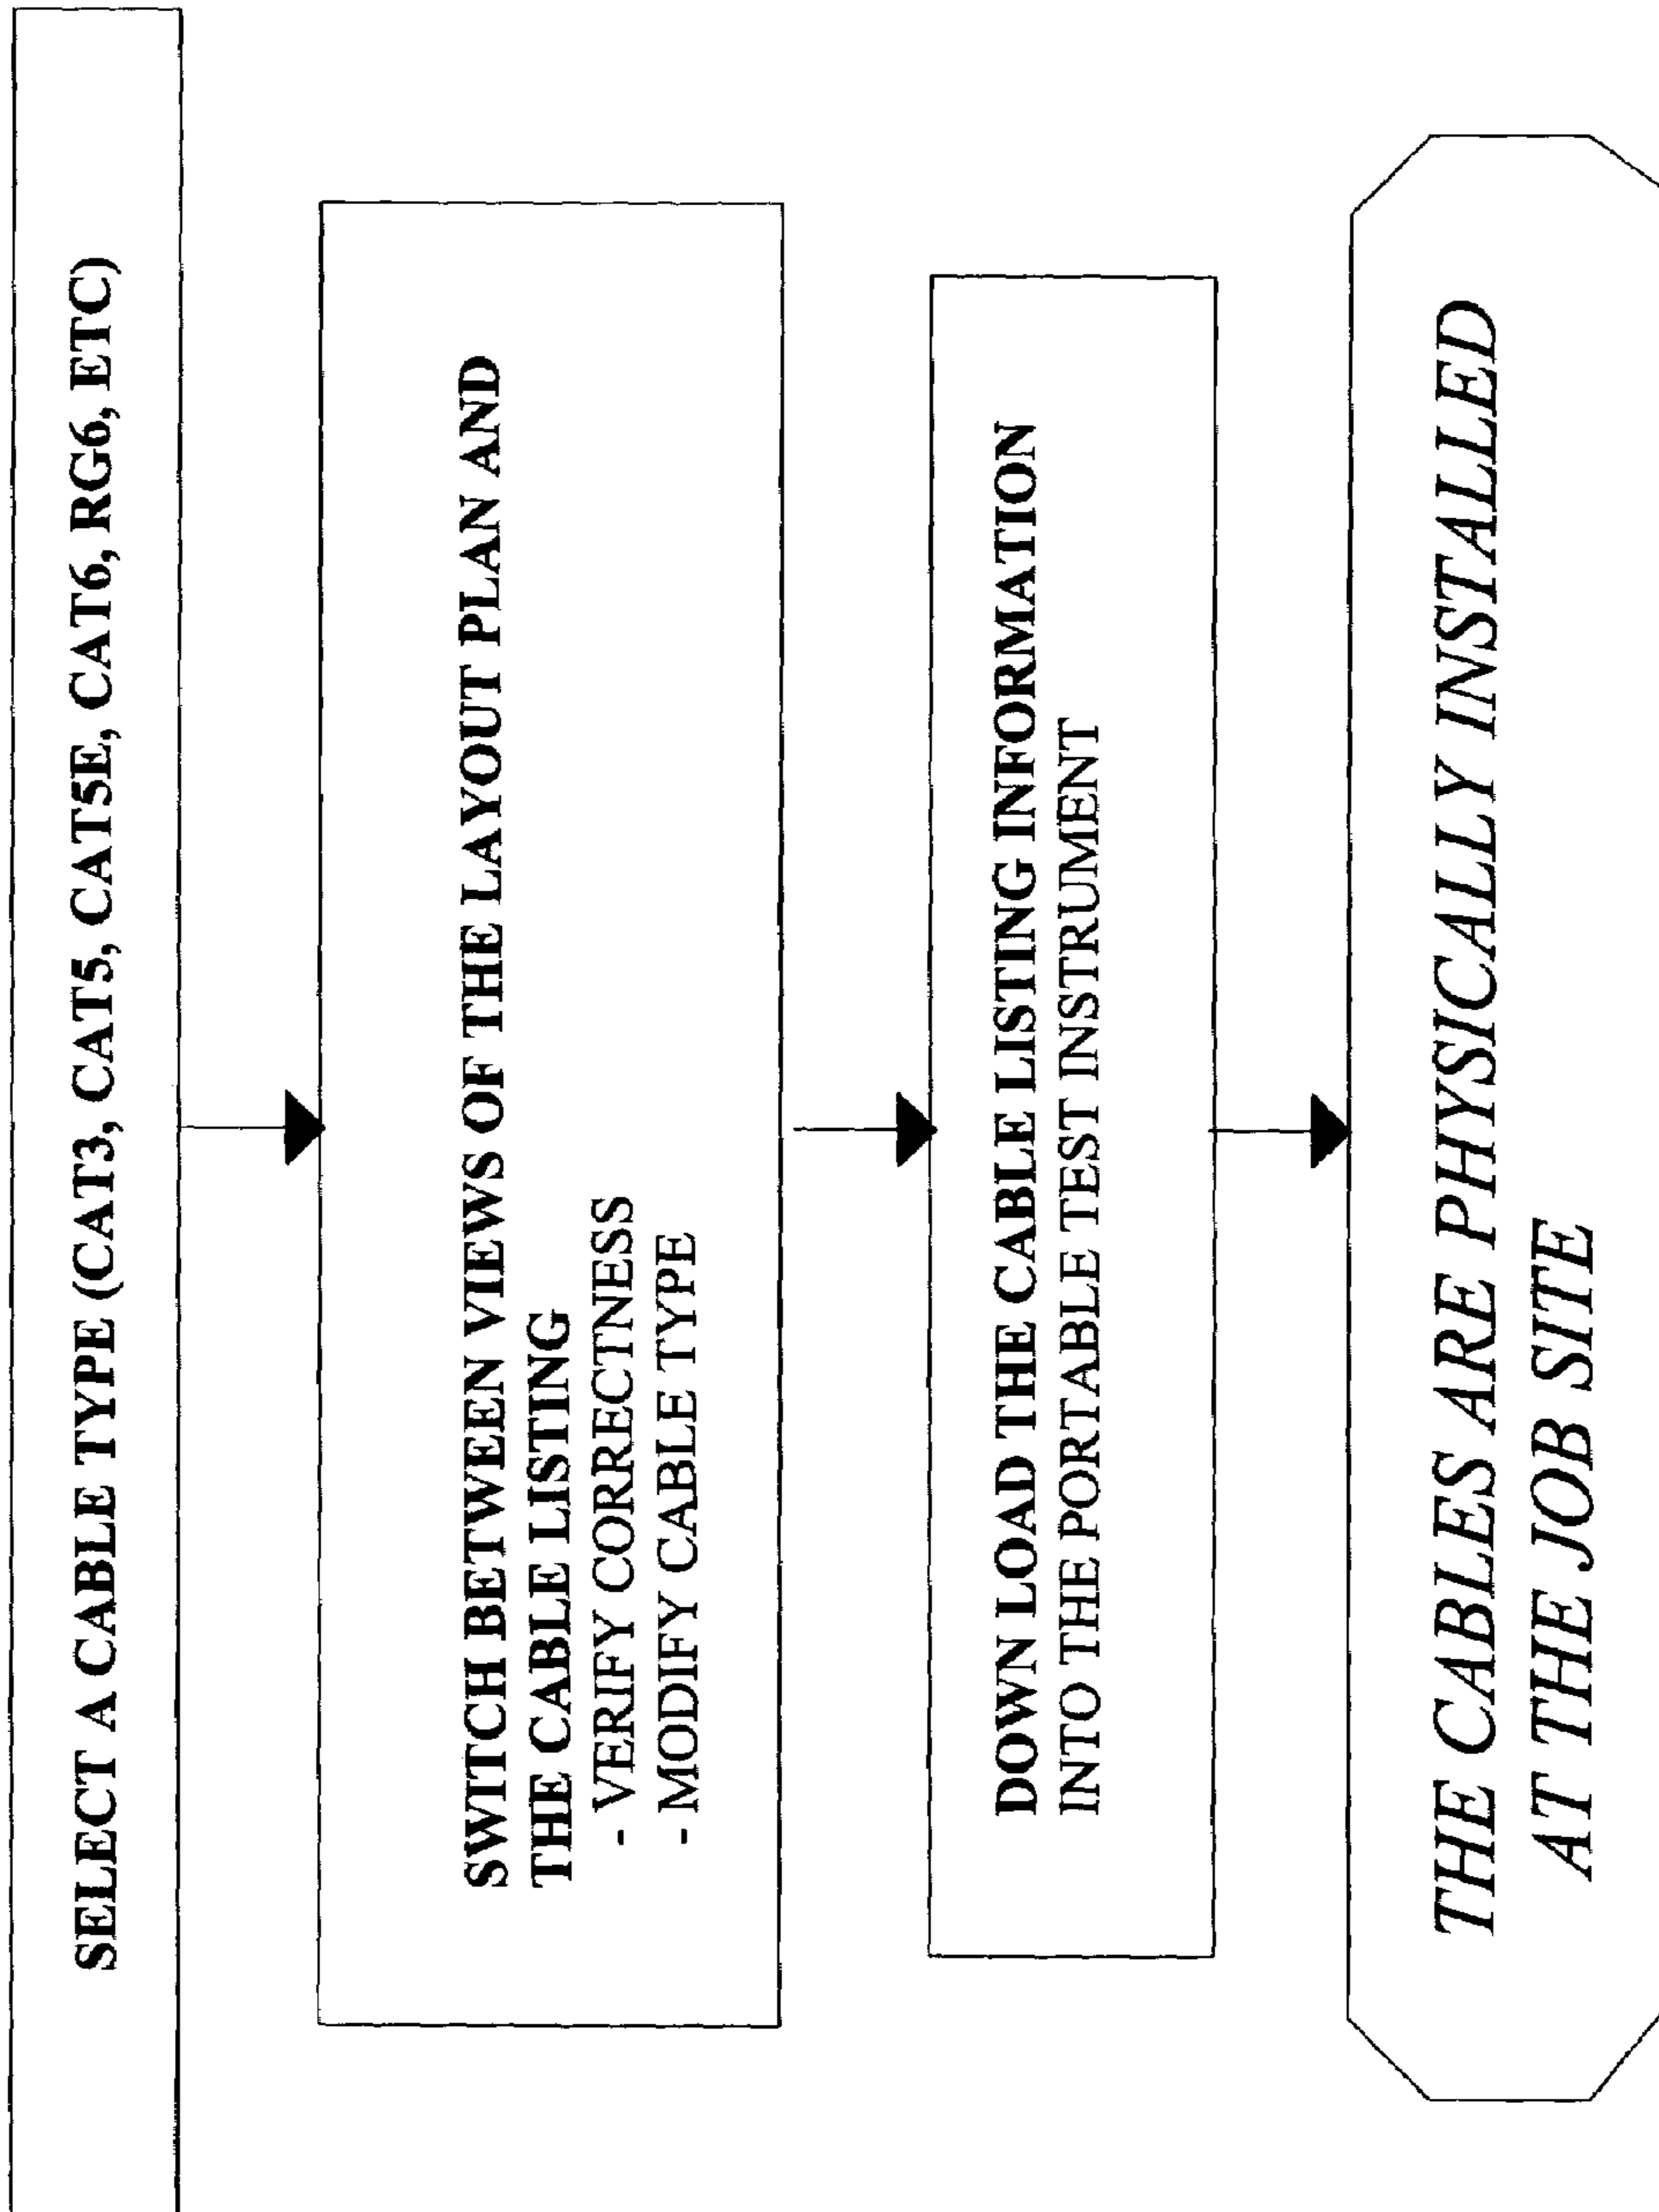 SELECT A CABLE TYPE (CAT3, CAT5, CAT5E, CAT6, RG6, ETC)
SWITCH BETWEEN VIEWS OF THE LAYOUT PLAN AND
THE CABLE LISTING
- VERIFY CORRECTNESS
- MODIFY CABLE TYPE
DOWN LOAD THE CABLE LISTING INFORMATION
INTO THE PORTABLE TEST INSTRUMENT
THE CABLES ARE PHYSICALLY INSTALLED
AT THE JOB SITE